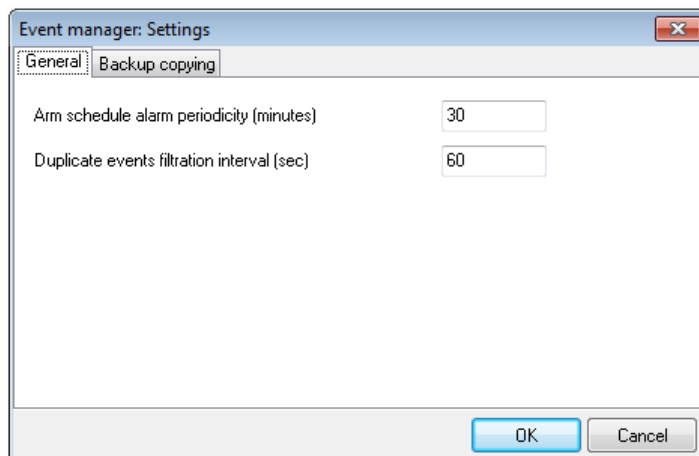 Event manager: Settings
General Backup copying
Arm schedule alarm periodicity (minutes) 30
Duplicate events filtration interval (sec) 60
OK Cancel